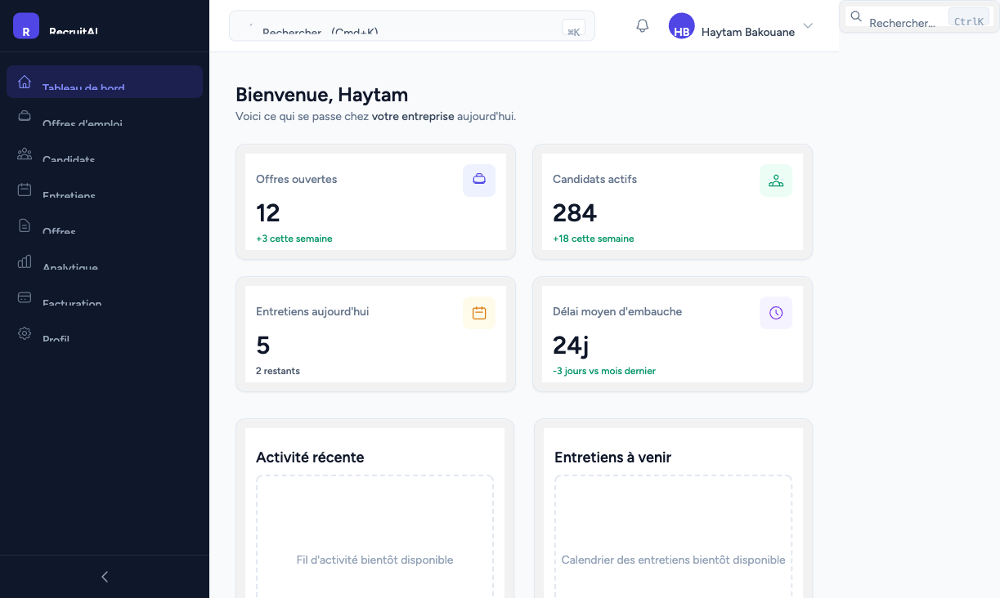 R
RecruitAI
Tableau de bord
Offres d'emploi
Candidats
Entretiens
Offres
Analytique
Facturation
Profil
Rechercher... (Cmd+K)
⌘K
HB
Haytam Bakouane
Rechercher...
CtrlK
Bienvenue, Haytam
Voici ce qui se passe chez votre entreprise aujourd'hui.
Offres ouvertes
12
+3 cette semaine
Candidats actifs
284
+18 cette semaine
Entretiens aujourd'hui
5
2 restants
Délai moyen d'embauche
24j
-3 jours vs mois dernier
Activité récente
Fil d'activité bientôt disponible
Entretiens à venir
Calendrier des entretiens bientôt disponible